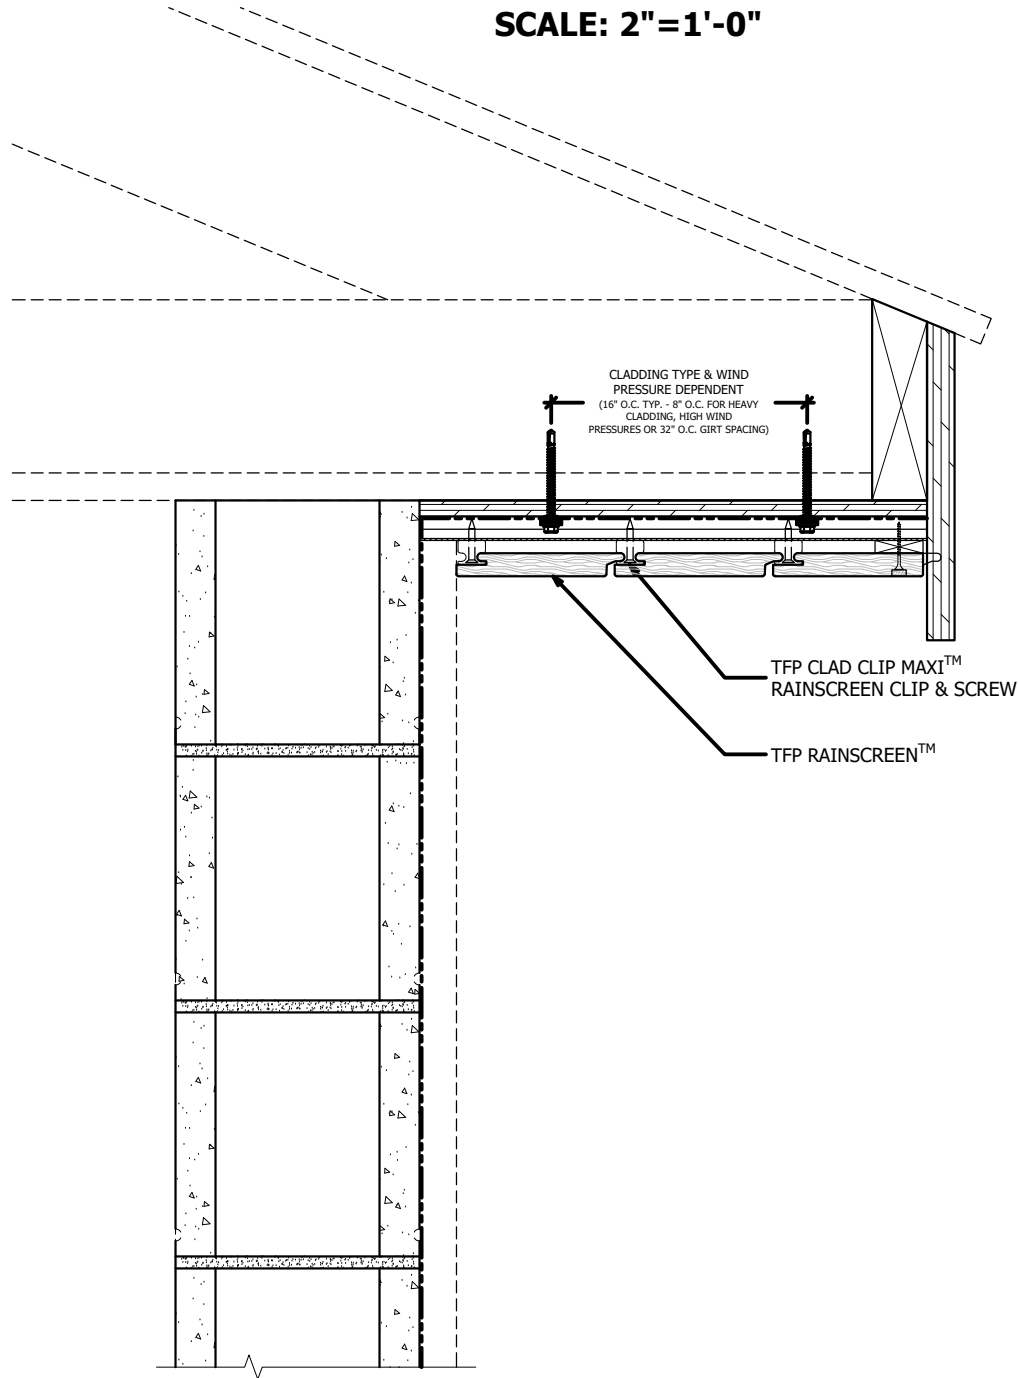 SCALE: 2"=1'-0"
CLADDING TYPE & WIND
PRESSURE DEPENDENT
(16" O.C. TYP. - 8" O.C. FOR HEAVY
CLADDING, HIGH WIND
PRESSURES OR 32" O.C. GIRT SPACING)
TFP CLAD CLIP MAXI™
RAINSCREEN CLIP & SCREW
TFP RAINSCREEN™